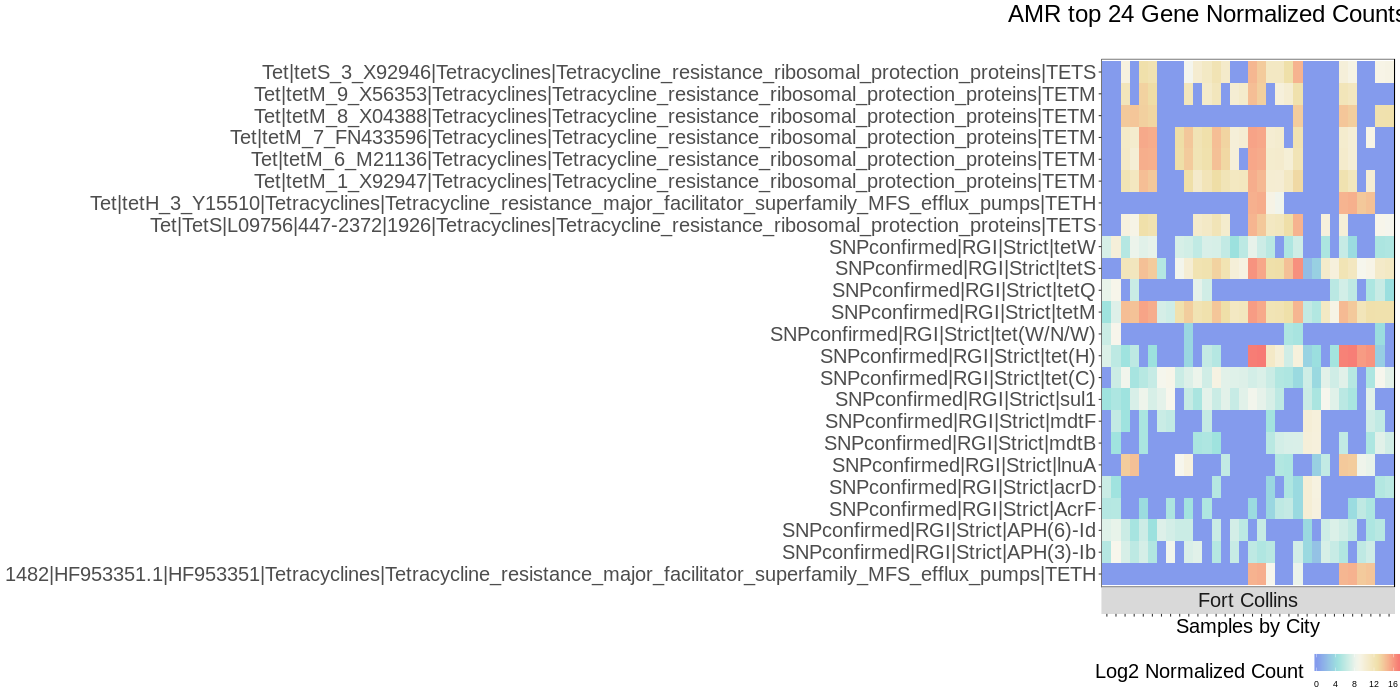 AMR top 24 Gene Normalized Counts
Tet|tetS_3_X92946|Tetracyclines|Tetracycline_resistance_ribosomal_protection_proteins|TETS
Tet|tetM_9_X56353|Tetracyclines|Tetracycline_resistance_ribosomal_protection_proteins|TETM
Tet|tetM_8_X04388|Tetracyclines|Tetracycline_resistance_ribosomal_protection_proteins|TETM
Tet|tetM_7_FN433596|Tetracyclines|Tetracycline_resistance_ribosomal_protection_proteins|TETM
Tet|tetM_6_M21136|Tetracyclines|Tetracycline_resistance_ribosomal_protection_proteins|TETM
Tet|tetM_1_X92947|Tetracyclines|Tetracycline_resistance_ribosomal_protection_proteins|TETM
Tet|tetH_3_Y15510|Tetracyclines|Tetracycline_resistance_major_facilitator_superfamily_MFS_efflux_pumps|TETH
Tet|TetS|L09756|447-2372|1926|Tetracyclines|Tetracycline_resistance_ribosomal_protection_proteins|TETS
SNPconfirmed|RGI|Strict|tetW
SNPconfirmed|RGI|Strict|tetS
SNPconfirmed|RGI|Strict|tetQ
SNPconfirmed|RGI|Strict|tetM
SNPconfirmed|RGI|Strict|tet(W/N/W)
SNPconfirmed|RGI|Strict|tet(H)
SNPconfirmed|RGI|Strict|tet(C)
SNPconfirmed|RGI|Strict|sul1
SNPconfirmed|RGI|Strict|mdtF
SNPconfirmed|RGI|Strict|mdtB
SNPconfirmed|RGI|Strict|lnuA
SNPconfirmed|RGI|Strict|acrD
SNPconfirmed|RGI|Strict|AcrF
SNPconfirmed|RGI|Strict|APH(6)-Id
SNPconfirmed|RGI|Strict|APH(3)-Ib
1482|HF953351.1|HF953351|Tetracyclines|Tetracycline_resistance_major_facilitator_superfamily_MFS_efflux_pumps|TETH
Fort Collins
Samples by City
Log2 Normalized Count
0 4 8 12 16